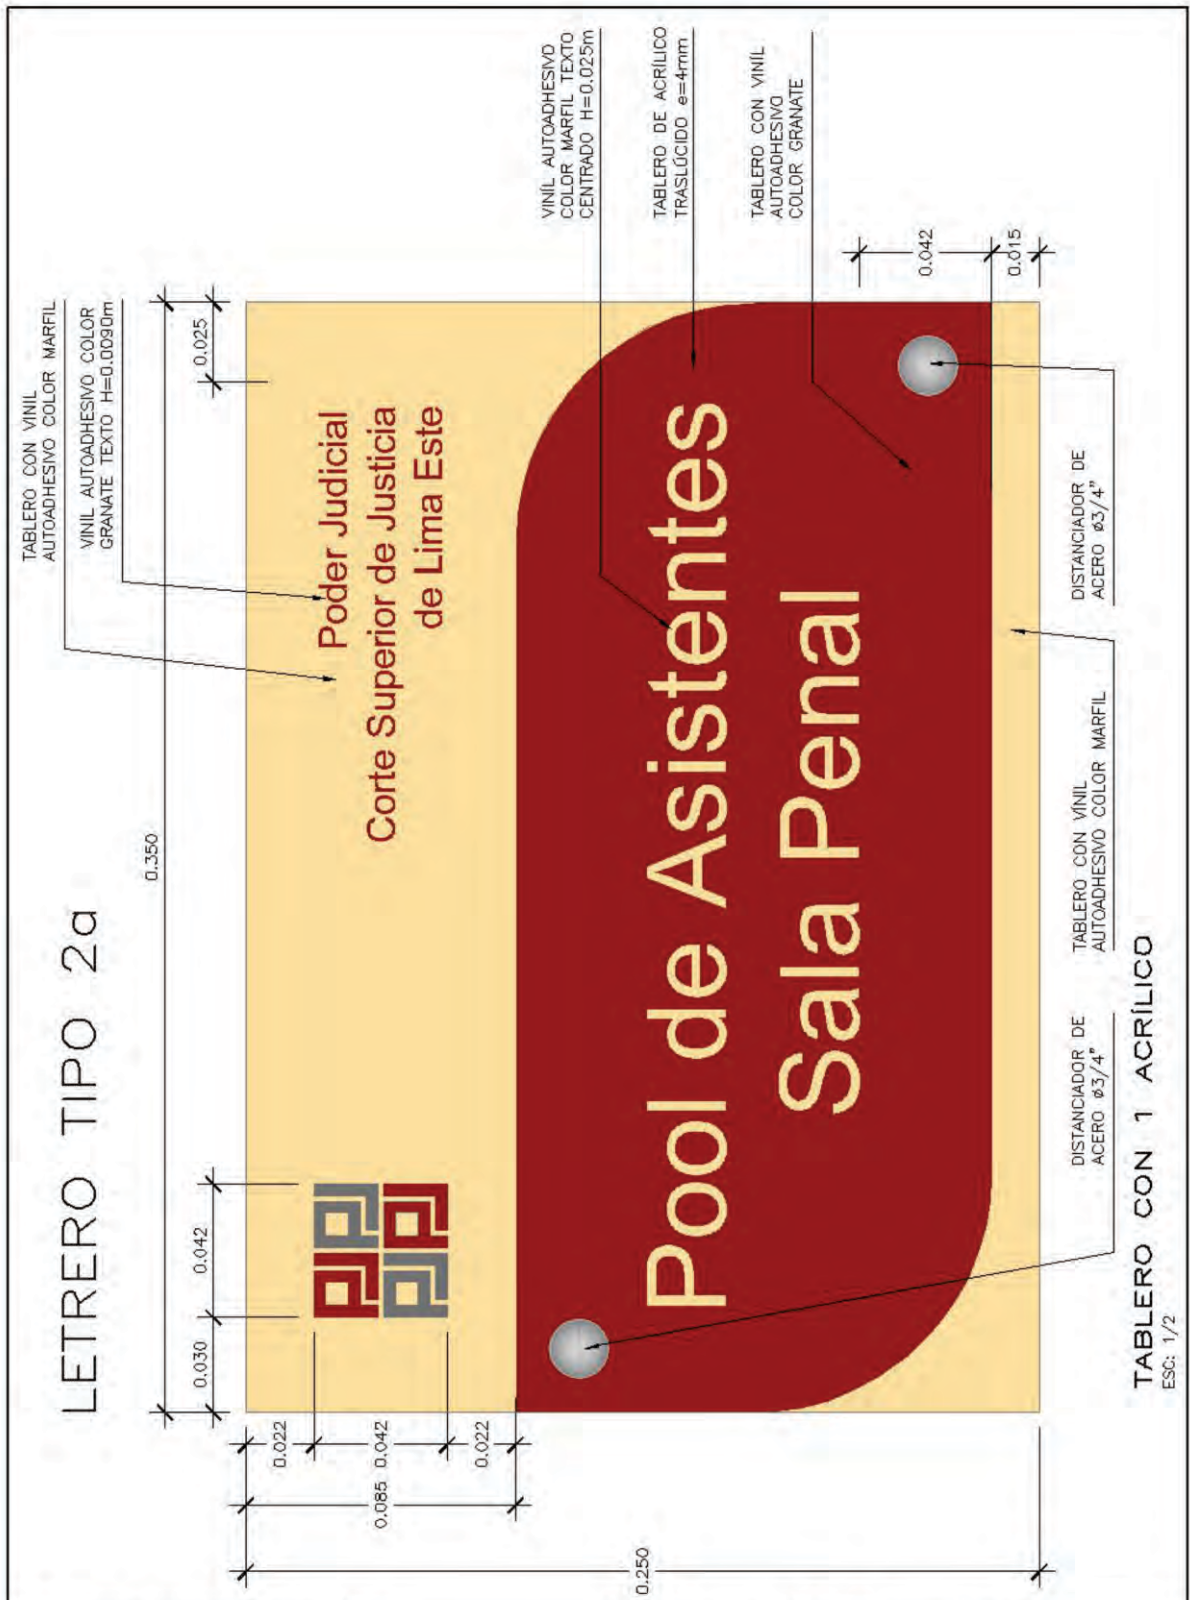 LETRERO TIPO 2a
TABLERO CON VINIL
AUTOADHESIVO COLOR MARFIL
VINIL AUTOADHESIVO COLOR
GRANATE TEXTO H=0.0090m
0.350
0.030
0.042
0.025
0.022
0.042
0.022
0.085
0.250
Poder Judicial
Corte Superior de Justicia
de Lima Este
Pool de Asistentes
Sala Penal
VINÍL AUTOADHESIVO
COLOR MARFIL TEXTO
CENTRADO H=0.025m
TABLERO DE ACRÍLICO
TRASLÚCIDO e=4mm
TABLERO CON VINÍL
AUTOADHESIVO
COLOR GRANATE
0.042
0.015
DISTANCIADOR DE
ACERO ø3/4"
TABLERO CON VÍNIL
AUTOADHESIVO COLOR MARFIL
DISTANCIADOR DE
ACERO ø3/4"
TABLERO CON 1 ACRÍLICO
ESC: 1/2